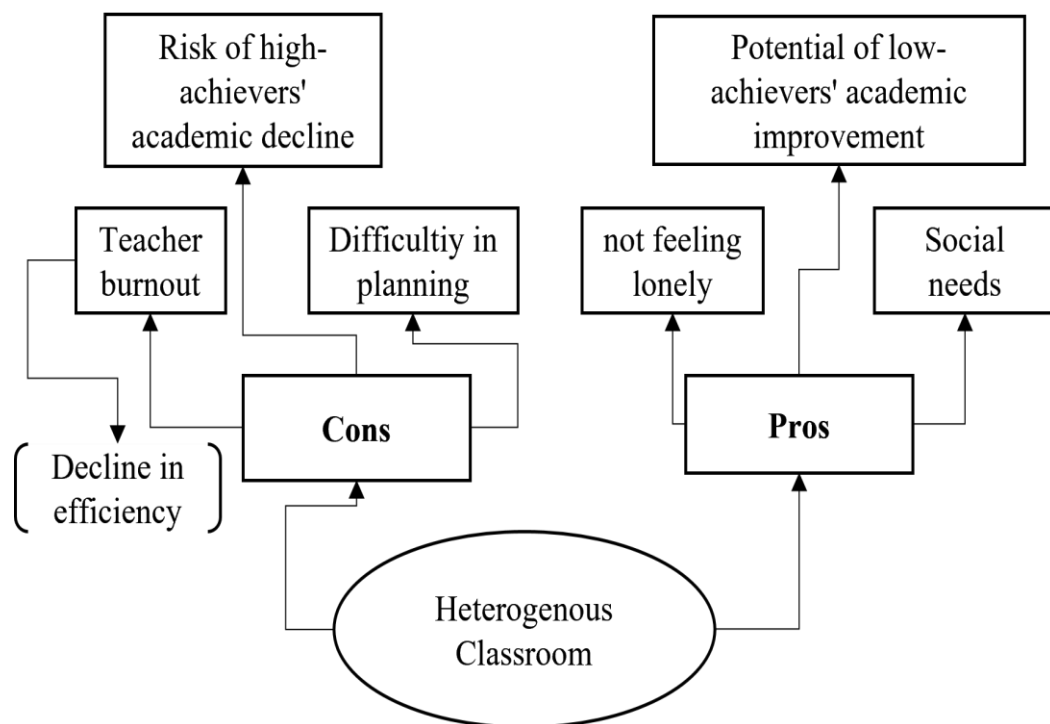 Risk of high-
achievers'
academic decline
Potential of low-
achievers' academic
improvement
Teacher
burnout
Difficultiy in
planning
not feeling
lonely
Social
needs
Cons
Pros
Decline in
efficiency
Heterogenous
Classroom